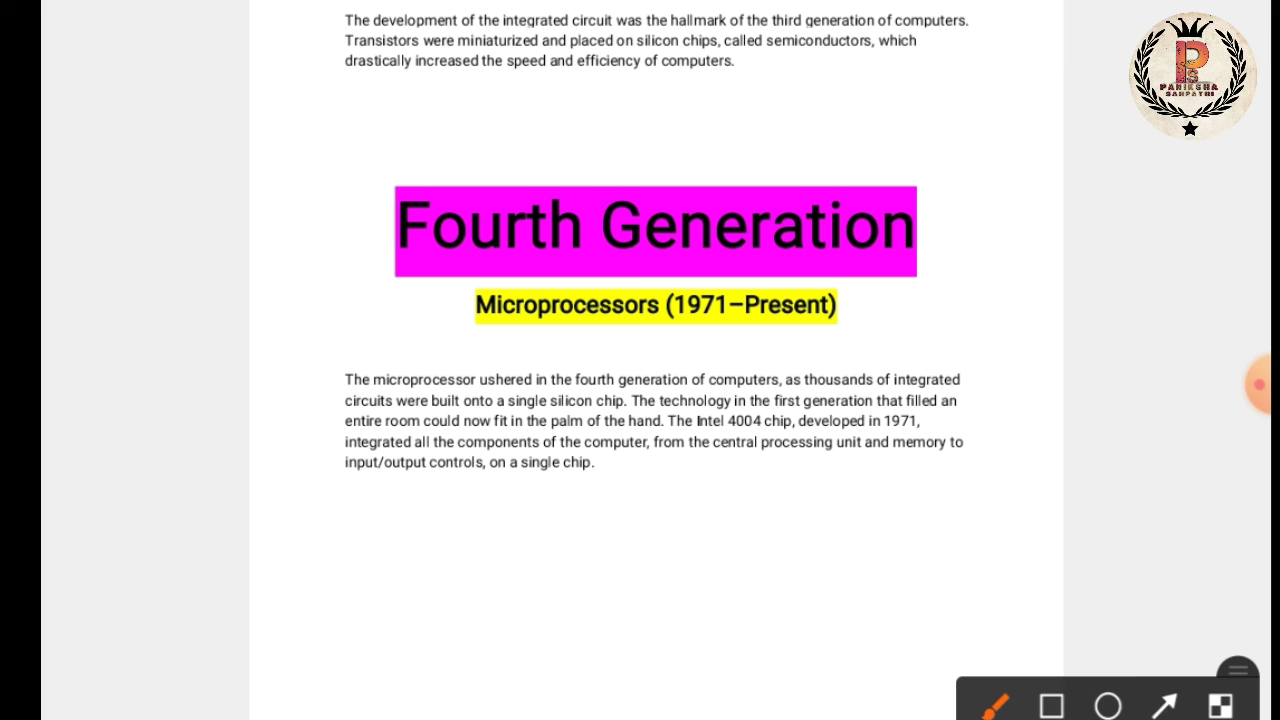 The development of the integrated circuit was the hallmark of the third generation of computers.
Transistors were miniaturized and placed on silicon chips, called semiconductors, which
drastically increased the speed and efficiency of computers.
PS
PARIKSHA
SANPATHI
Fourth Generation
Microprocessors (1971–Present)
The microprocessor ushered in the fourth generation of computers, as thousands of integrated
circuits were built onto a single silicon chip. The technology in the first generation that filled an
entire room could now fit in the palm of the hand. The Intel 4004 chip, developed in 1971,
integrated all the components of the computer, from the central processing unit and memory to
input/output controls, on a single chip.